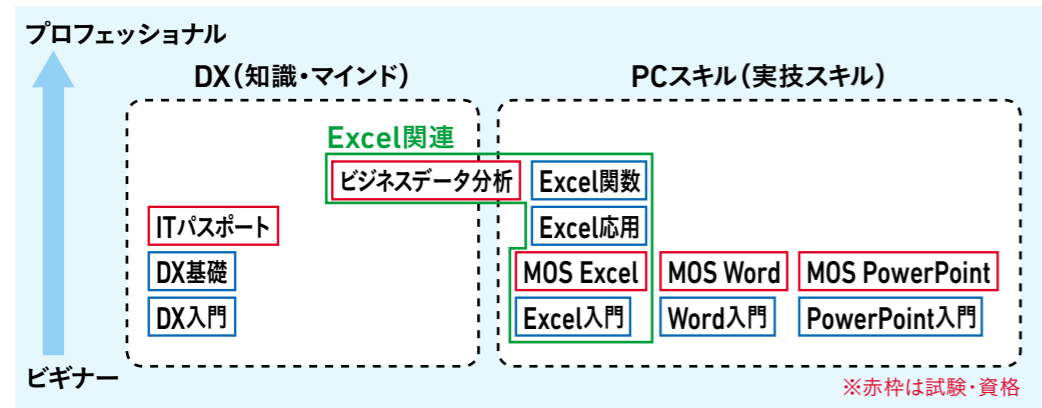 プロフェッショナル
DX（知識・マインド）
PCスキル（実技スキル）
Excel関連
ビジネスデータ分析
Excel関数
ITパスポート
Excel応用
DX基礎
MOS Excel
MOS Word
MOS PowerPoint
DX入門
Excel入門
Word入門
PowerPoint入門
ビギナー
※赤枠は試験・資格